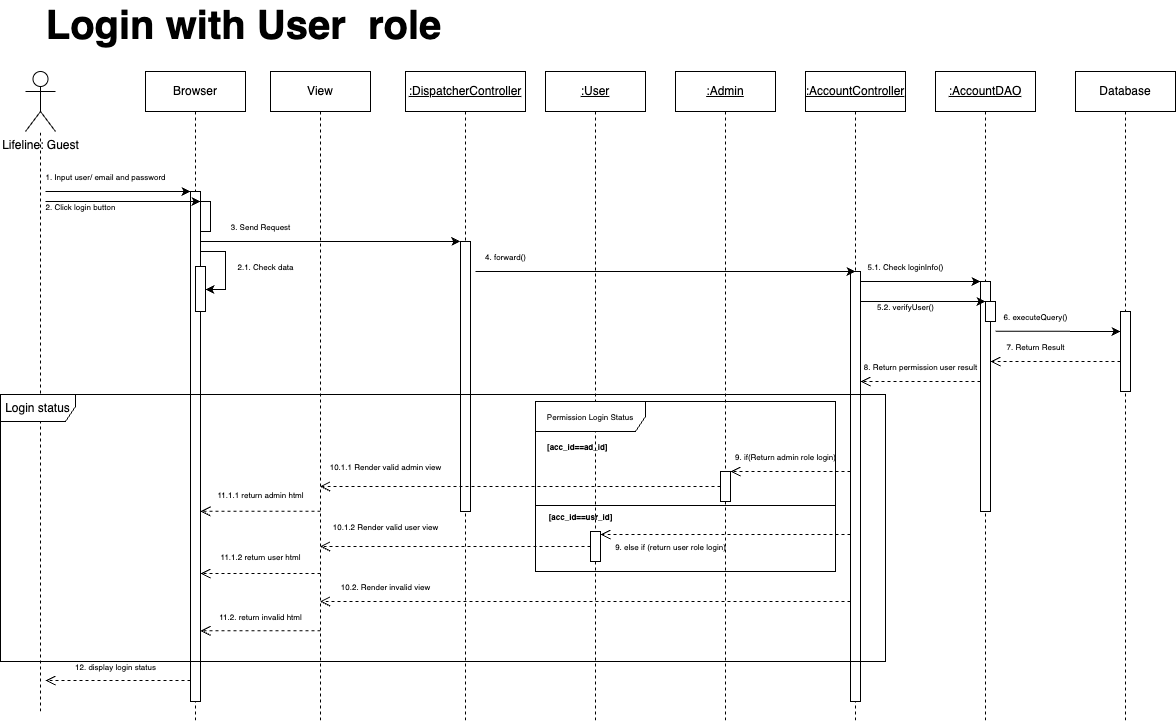 Login with User  role
Browser
View
:DispatcherController
:User
:Admin
:AccountController
:AccountDAO
Database
Lifeline: Guest
1. Input user/ email and password
2. Click login button
3. Send Request
2.1. Check data
4. forward()
5.1. Check loginInfo()
5.2. verifyUser()
6. executeQuery()
7. Return Result
8. Return permission user result
Login status
Permission Login Status
[acc_id==ad_id]
9. if(Return admin role login)
10.1.1 Render valid admin view
11.1.1 return admin html
[acc_id==usr_id]
10.1.2 Render valid user view
9. else if (return user role login)
11.1.2 return user html
10.2. Render invalid view
11.2. return invalid html
12. display login status